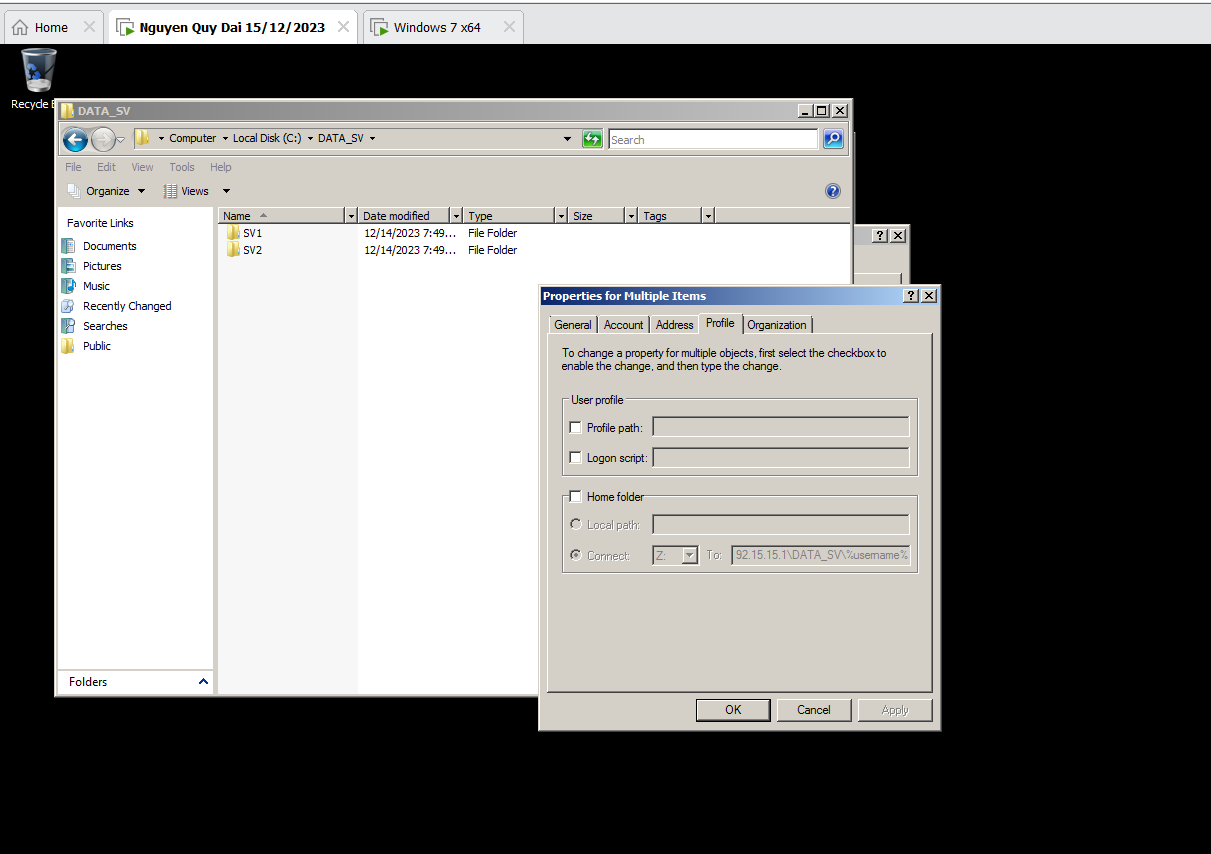 Home
Nguyen Quy Dai 15/12/2023
Windows 7 x64
Recycle
DATA_SV
Computer Local Disk (C:) DATA_SV
Search
File Edit View Tools Help
Organize Views
Favorite Links
Documents
Pictures
Music
Recently Changed
Searches
Public
Folders
Name Date modified Type Size Tags
SV1 12/14/2023 7:49... File Folder
SV2 12/14/2023 7:49... File Folder
Properties for Multiple Items
General Account Address Profile Organization
To change a property for multiple objects, first select the checkbox to
enable the change, and then type the change.
User profile
Profile path:
Logon script:
Home folder
Local path:
Connect: Z: To: 92.15.15.1\DATA_SV\%username%
OK Cancel Apply